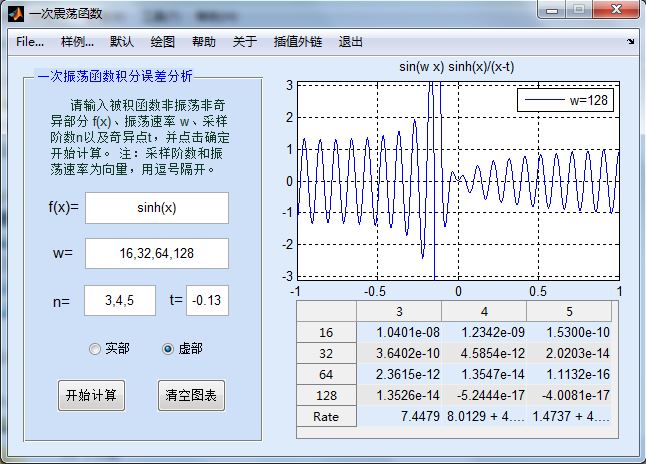 一次震荡函数
File... 样例... 默认 绘图 帮助 关于 插值外链 退出
一次振荡函数积分误差分析
请输入被积函数非振荡非奇
异部分 f(x)、振荡速率 w、采样
阶数n以及奇异点t，并点击确定
开始计算。 注：采样阶数和振
荡速率为向量，用逗号隔开。
f(x)= sinh(x)
w= 16,32,64,128
n= 3,4,5 t= -0.13
实部 虚部
开始计算 清空图表
sin(w x) sinh(x)/(x-t)
w=128
3
2
1
0
-1
-2
-3
-1 -0.5 0 0.5 1
3 4 5
16 1.0401e-08 1.2342e-09 1.5300e-10
32 3.6402e-10 4.5854e-12 2.0203e-14
64 2.3615e-12 1.3547e-14 1.1132e-16
128 1.3526e-14 -5.2444e-17 -4.0081e-17
Rate 7.4479 8.0129 + 4.... 1.4737 + 4....